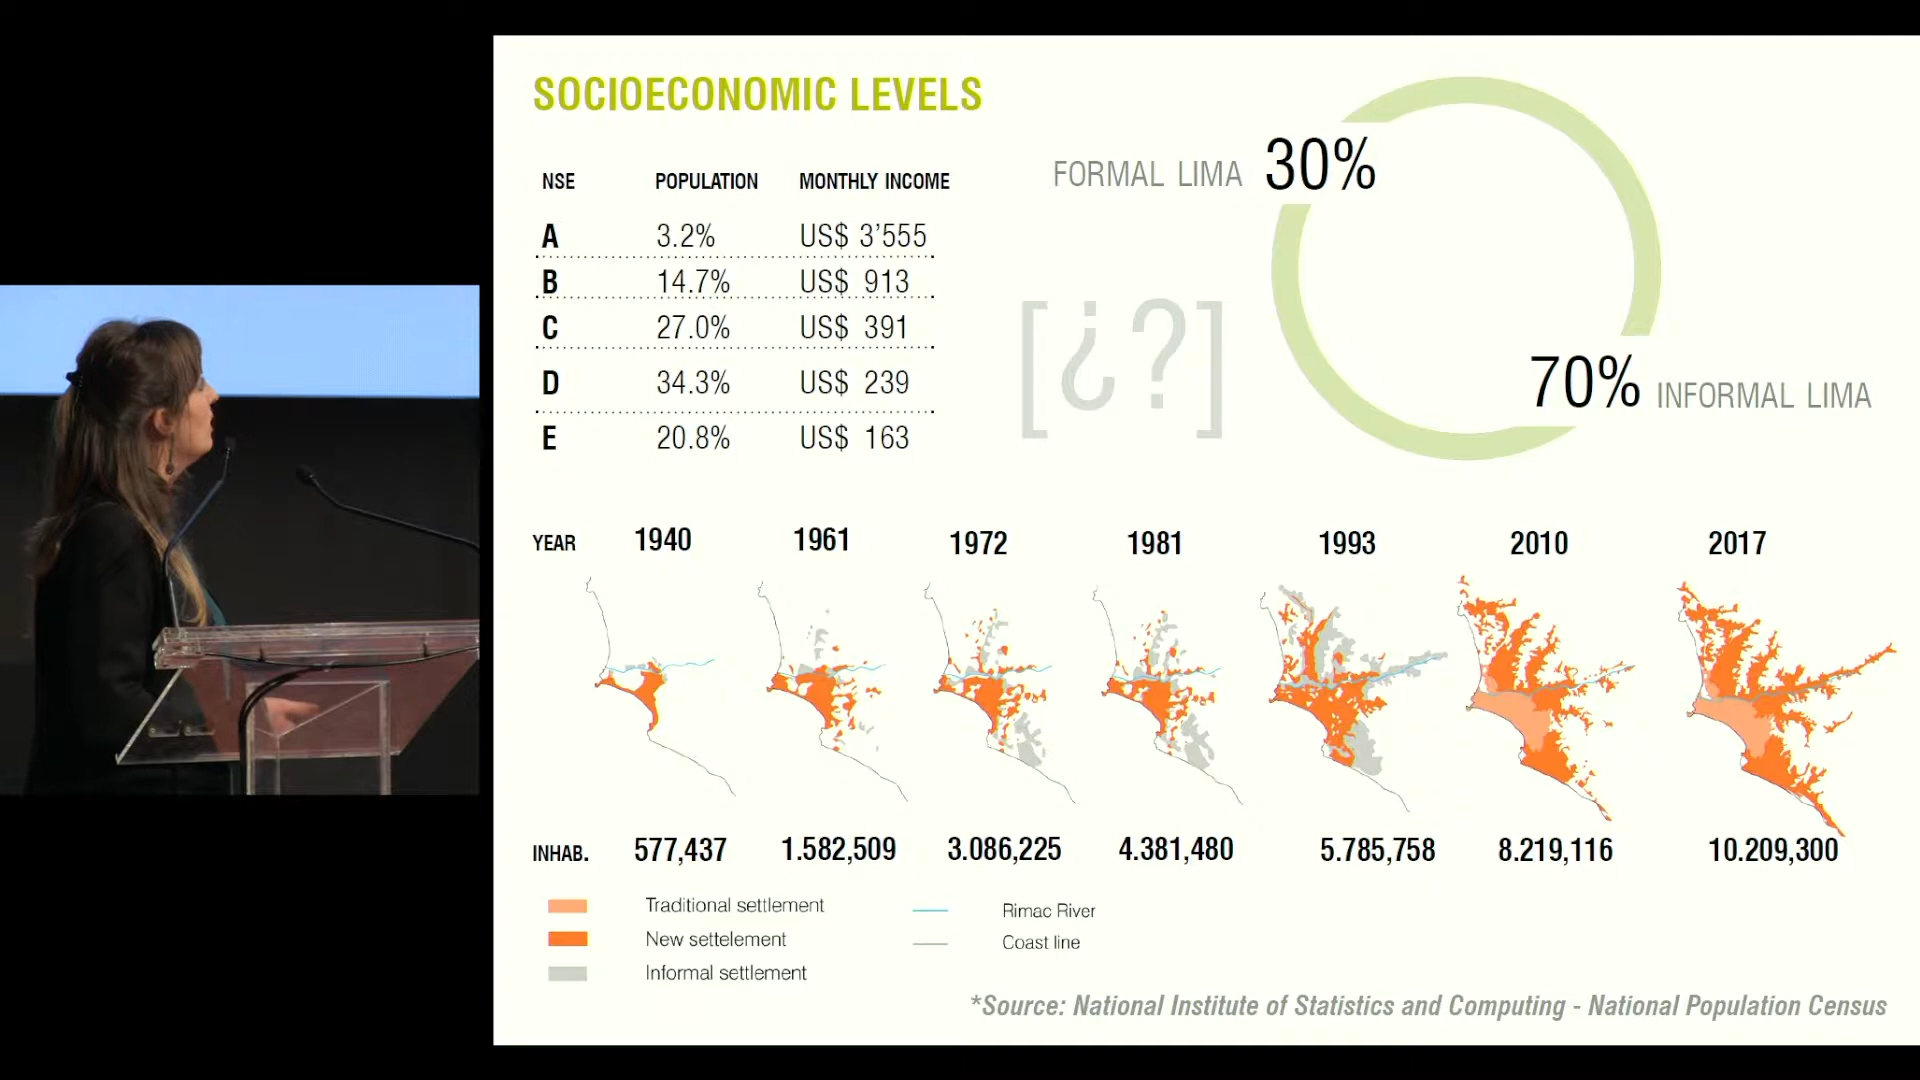 SOCIOECONOMIC LEVELS
FORMAL LIMA 30%
NSE POPULATION MONTHLY INCOME
A 3.2% US$ 3’555
B 14.7% US$ 913
C 27.0% US$ 391
D 34.3% US$ 239
E 20.8% US$ 163
[¿?]
70% INFORMAL LIMA
YEAR 1940 1961 1972 1981 1993 2010 2017
INHAB. 577,437 1.582,509 3.086,225 4.381,480 5.785,758 8.219,116 10.209,300
Traditional settlement
New settelement
Informal settlement
Rimac River
Coast line
*Source: National Institute of Statistics and Computing - National Population Census